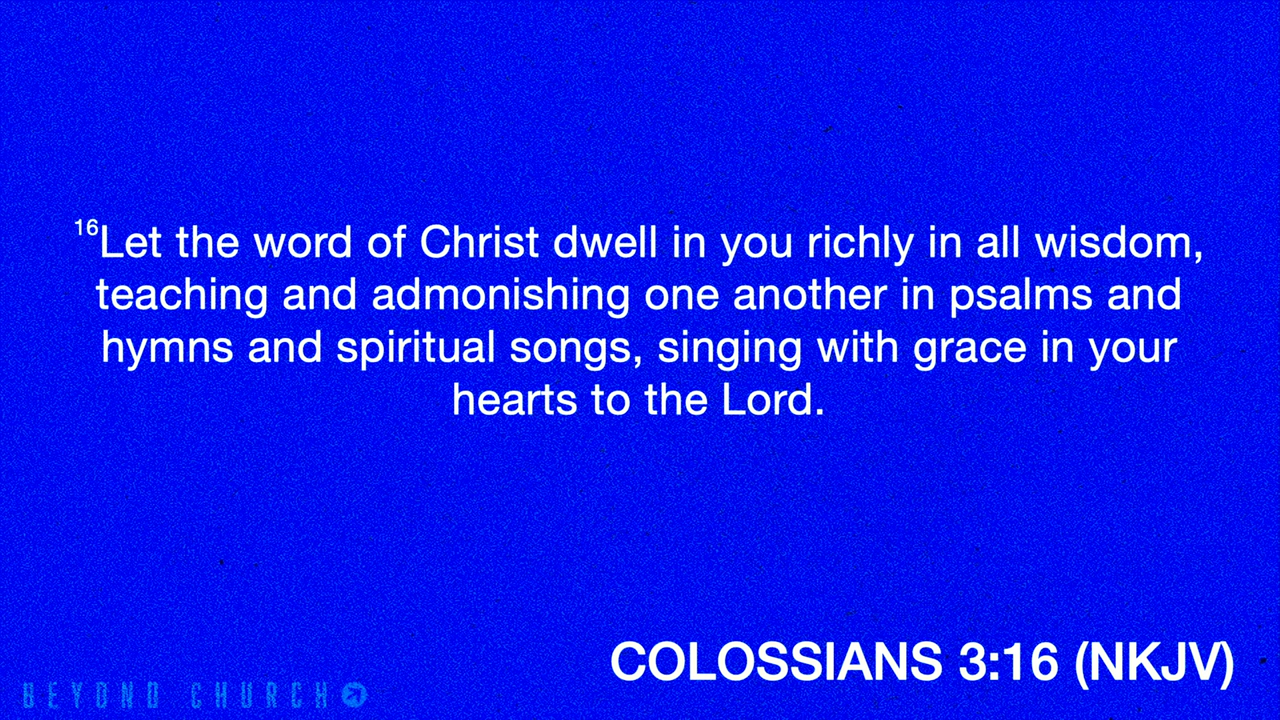 16Let the word of Christ dwell in you richly in all wisdom,
teaching and admonishing one another in psalms and
hymns and spiritual songs, singing with grace in your
hearts to the Lord.
COLOSSIANS 3:16 (NKJV)
BEYOND CHURCH